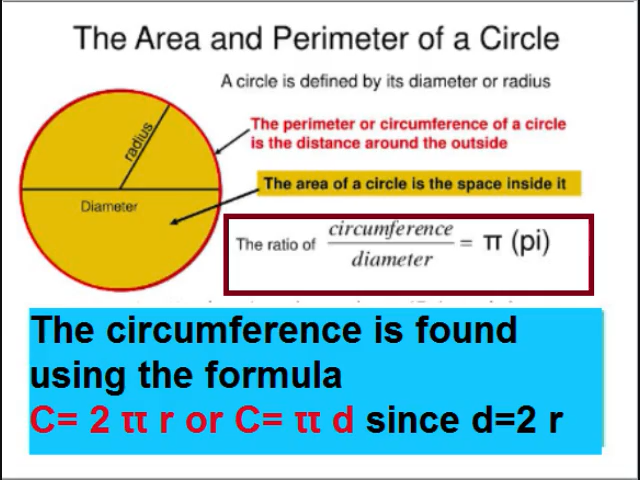 The Area and Perimeter of a Circle
A circle is defined by its diameter or radius
radius
The perimeter or circumference of a circle
is the distance around the outside
The area of a circle is the space inside it
Diameter
The ratio of circumference / diameter = π (pi)
The circumference is found
using the formula
C= 2 π r or C= π d since d=2 r